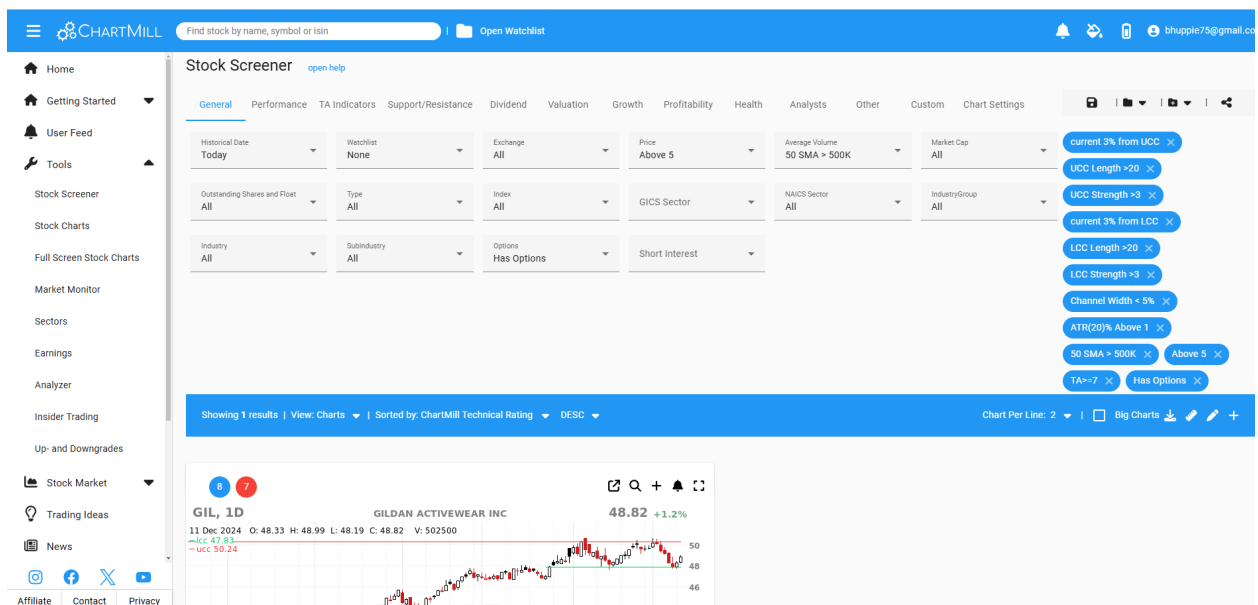 CHARTMILL
Find stock by name, symbol or isin
Open Watchlist
bhuppie75@gmail.co
Home
Getting Started
User Feed
Tools
Stock Screener
Stock Charts
Full Screen Stock Charts
Market Monitor
Sectors
Earnings
Analyzer
Insider Trading
Up- and Downgrades
Stock Market
Trading Ideas
News
Affiliate Contact Privacy
Stock Screener open help
General Performance TA Indicators Support/Resistance Dividend Valuation Growth Profitability Health Analysts Other Custom Chart Settings
Historical Date Watchlist Exchange Price Average Volume Market Cap
Today None All Above 5 50 SMA > 500K All
Outstanding Shares and Float Type Index GICS Sector NAICS Sector IndustryGroup
All All All All All
Industry SubIndustry Options Short Interest
All All Has Options
current 3% from UCC
UCC Length >20
UCC Strength >3
current 3% from LCC
LCC Length >20
LCC Strength >3
Channel Width < 5%
ATR(20)% Above 1
50 SMA > 500K Above 5
TA>=7 Has Options
Showing 1 results | View: Charts | Sorted by: ChartMill Technical Rating DESC Chart Per Line: 2 | Big Charts
8 7
GIL, 1D GILDAN ACTIVEWEAR INC 48.82 +1.2%
11 Dec 2024 O: 48.33 H: 48.99 L: 48.19 C: 48.82 V: 502500
lcc 47.83
ucc 50.24
50
48
46